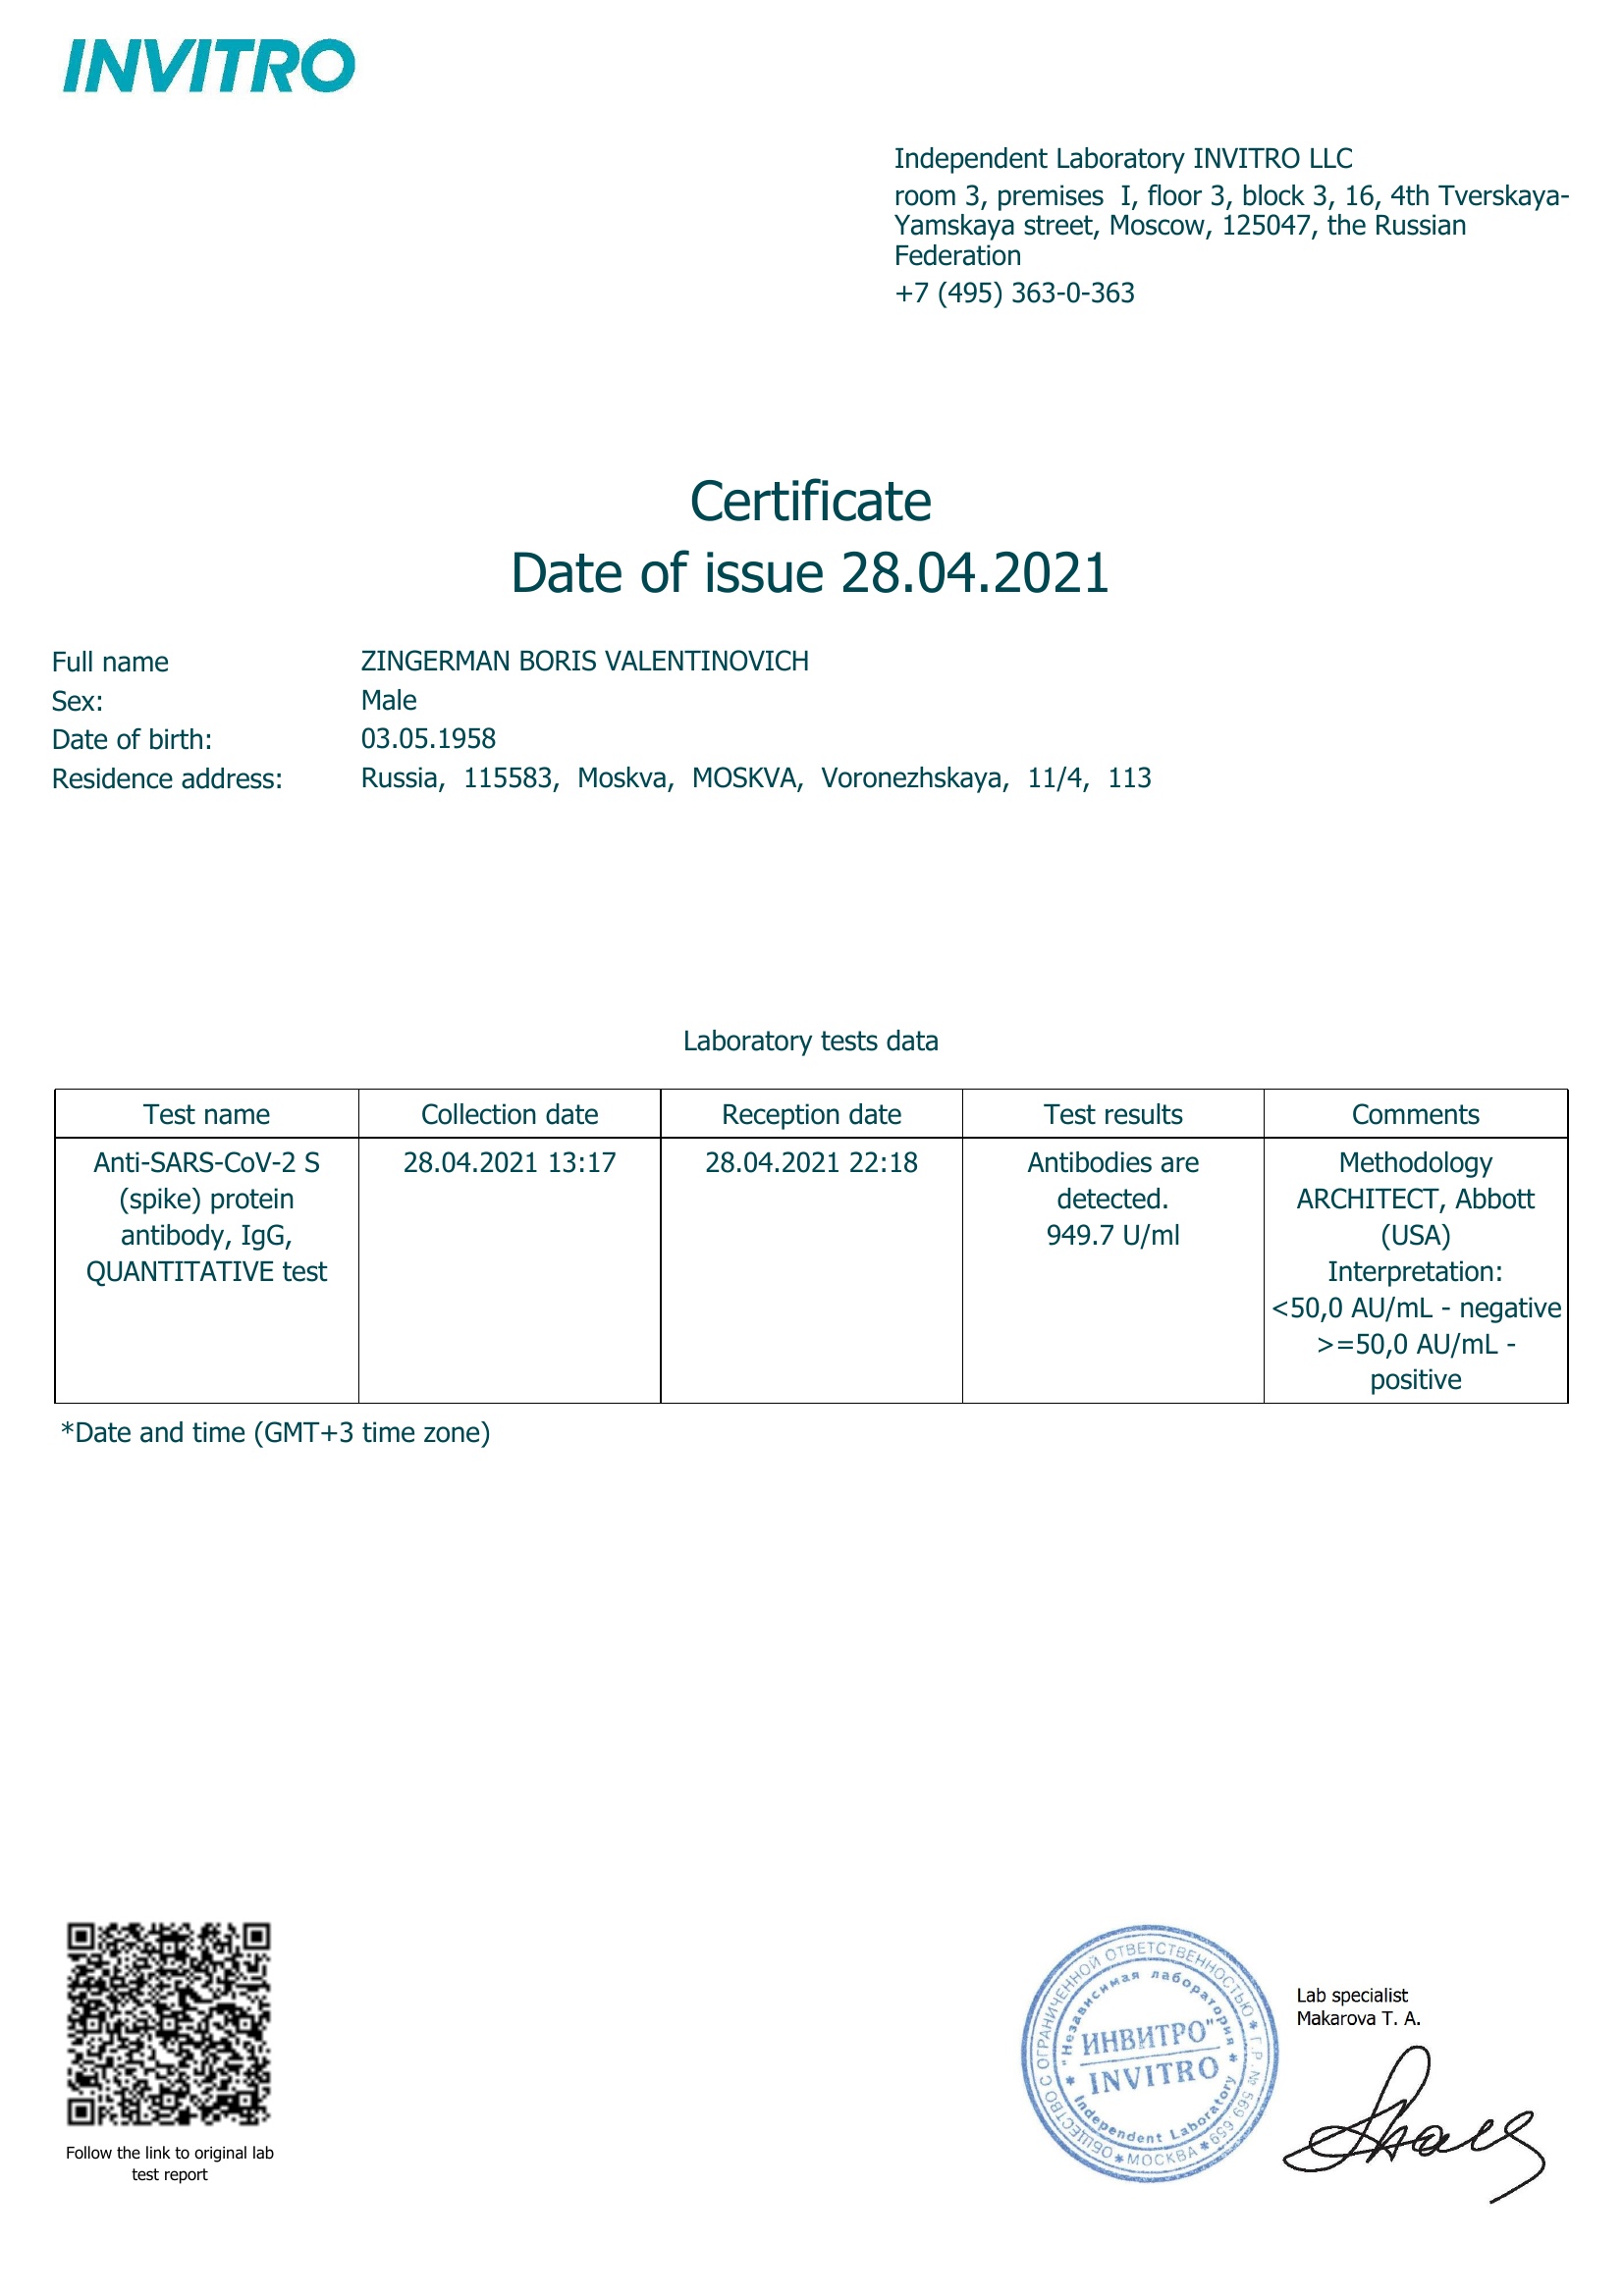 INVITRO
Independent Laboratory INVITRO LLC
room 3, premises I, floor 3, block 3, 16, 4th Tverskaya-
Yamskaya street, Moscow, 125047, the Russian
Federation
+7 (495) 363-0-363
Certificate
Date of issue 28.04.2021
Full name ZINGERMAN BORIS VALENTINOVICH
Sex: Male
Date of birth: 03.05.1958
Residence address: Russia, 115583, Moskva, MOSKVA, Voronezhskaya, 11/4, 113
Laboratory tests data
Test name Collection date Reception date Test results Comments
Anti-SARS-CoV-2 S 28.04.2021 13:17 28.04.2021 22:18 Antibodies are Methodology
(spike) protein detected. ARCHITECT, Abbott
antibody, IgG, 949.7 U/ml (USA)
QUANTITATIVE test Interpretation:
<50,0 AU/mL - negative
>=50,0 AU/mL -
positive
*Date and time (GMT+3 time zone)
Follow the link to original lab
test report
ОБЩЕСТВО С ОГРАНИЧЕННОЙ ОТВЕТСТВЕННОСТЬЮ * Г.Р. № 569.659 * МОСКВА *
"Независимая лаборатория
ИНВИТРО"
INVITRO
* Independent Laboratory *
Lab specialist
Makarova T. A.